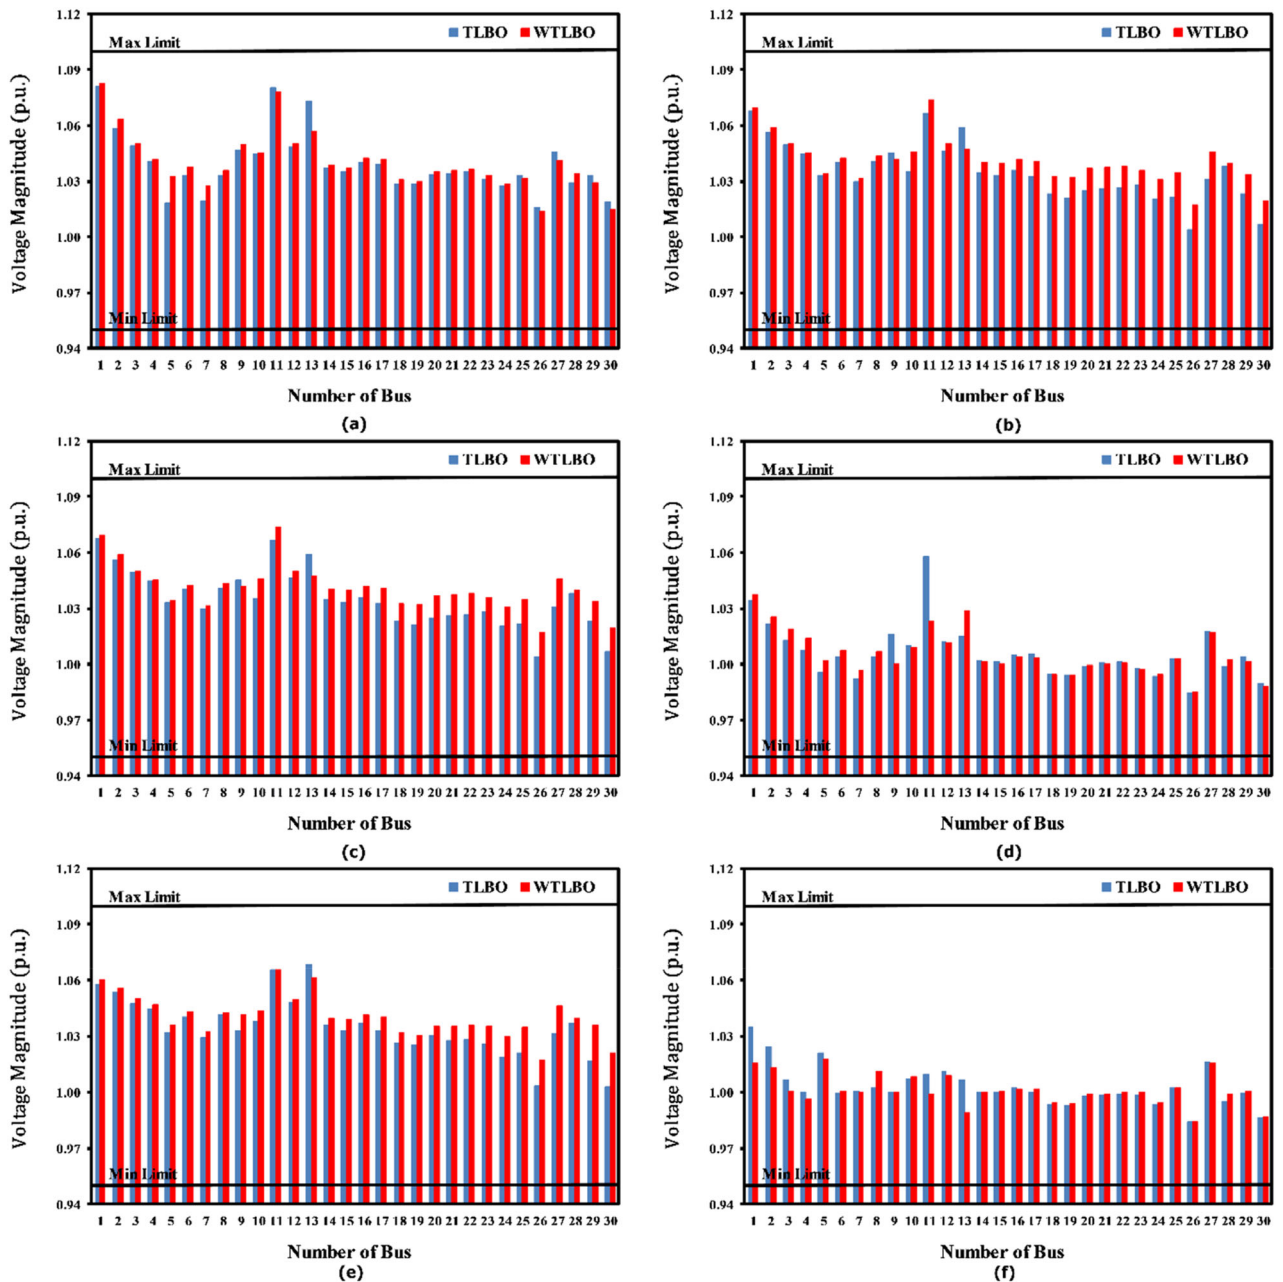 1.12
1.09
1.06
1.03
1.00
0.97
0.94
Voltage Magnitude (p.u.)
TLBO WTLBO
Max Limit
Min Limit
1 2 3 4 5 6 7 8 9 10 11 12 13 14 15 16 17 18 19 20 21 22 23 24 25 26 27 28 29 30
Number of Bus
(a)
1.12
1.09
1.06
1.03
1.00
0.97
0.94
Voltage Magnitude (p.u.)
TLBO WTLBO
Max Limit
Min Limit
1 2 3 4 5 6 7 8 9 10 11 12 13 14 15 16 17 18 19 20 21 22 23 24 25 26 27 28 29 30
Number of Bus
(b)
1.12
1.09
1.06
1.03
1.00
0.97
0.94
Voltage Magnitude (p.u.)
TLBO WTLBO
Max Limit
Min Limit
1 2 3 4 5 6 7 8 9 10 11 12 13 14 15 16 17 18 19 20 21 22 23 24 25 26 27 28 29 30
Number of Bus
(c)
1.12
1.09
1.06
1.03
1.00
0.97
0.94
Voltage Magnitude (p.u.)
TLBO WTLBO
Max Limit
Min Limit
1 2 3 4 5 6 7 8 9 10 11 12 13 14 15 16 17 18 19 20 21 22 23 24 25 26 27 28 29 30
Number of Bus
(d)
1.12
1.09
1.06
1.03
1.00
0.97
0.94
Voltage Magnitude (p.u.)
TLBO WTLBO
Max Limit
Min Limit
1 2 3 4 5 6 7 8 9 10 11 12 13 14 15 16 17 18 19 20 21 22 23 24 25 26 27 28 29 30
Number of Bus
(e)
1.12
1.09
1.06
1.03
1.00
0.97
0.94
Voltage Magnitude (p.u.)
TLBO WTLBO
Max Limit
Min Limit
1 2 3 4 5 6 7 8 9 10 11 12 13 14 15 16 17 18 19 20 21 22 23 24 25 26 27 28 29 30
Number of Bus
(f)